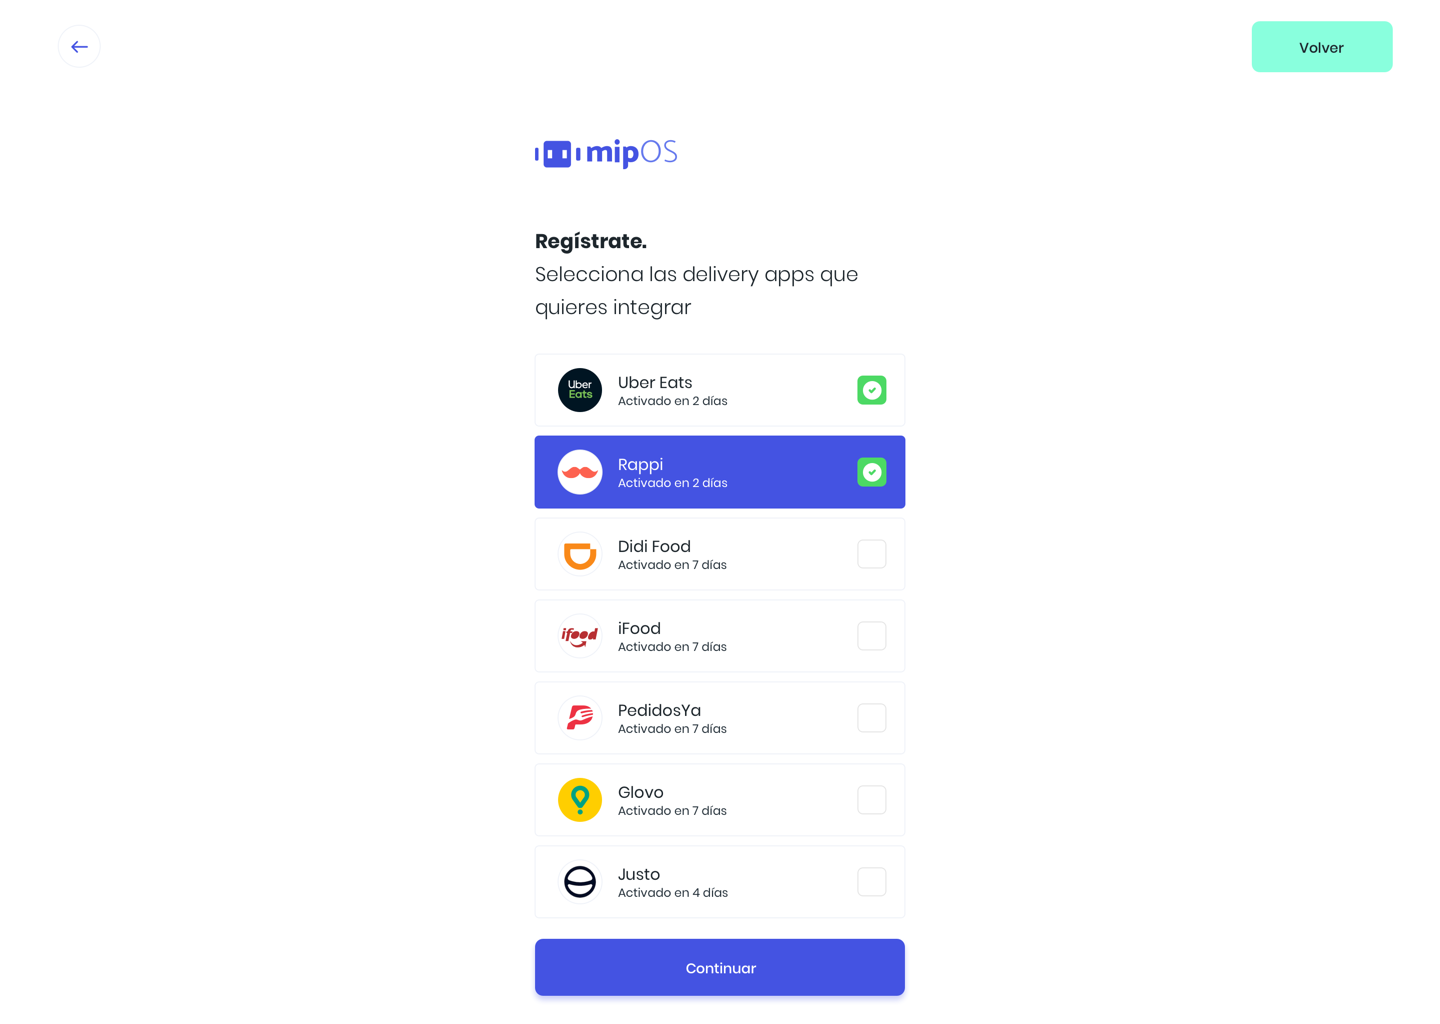 Volver
mipOS
Regístrate.
Selecciona las delivery apps que
quieres integrar
Uber
Eats
Uber Eats
Activado en 2 días
Rappi
Activado en 2 días
Didi Food
Activado en 7 días
ifood
iFood
Activado en 7 días
PedidosYa
Activado en 7 días
Glovo
Activado en 7 días
Justo
Activado en 4 días
Continuar